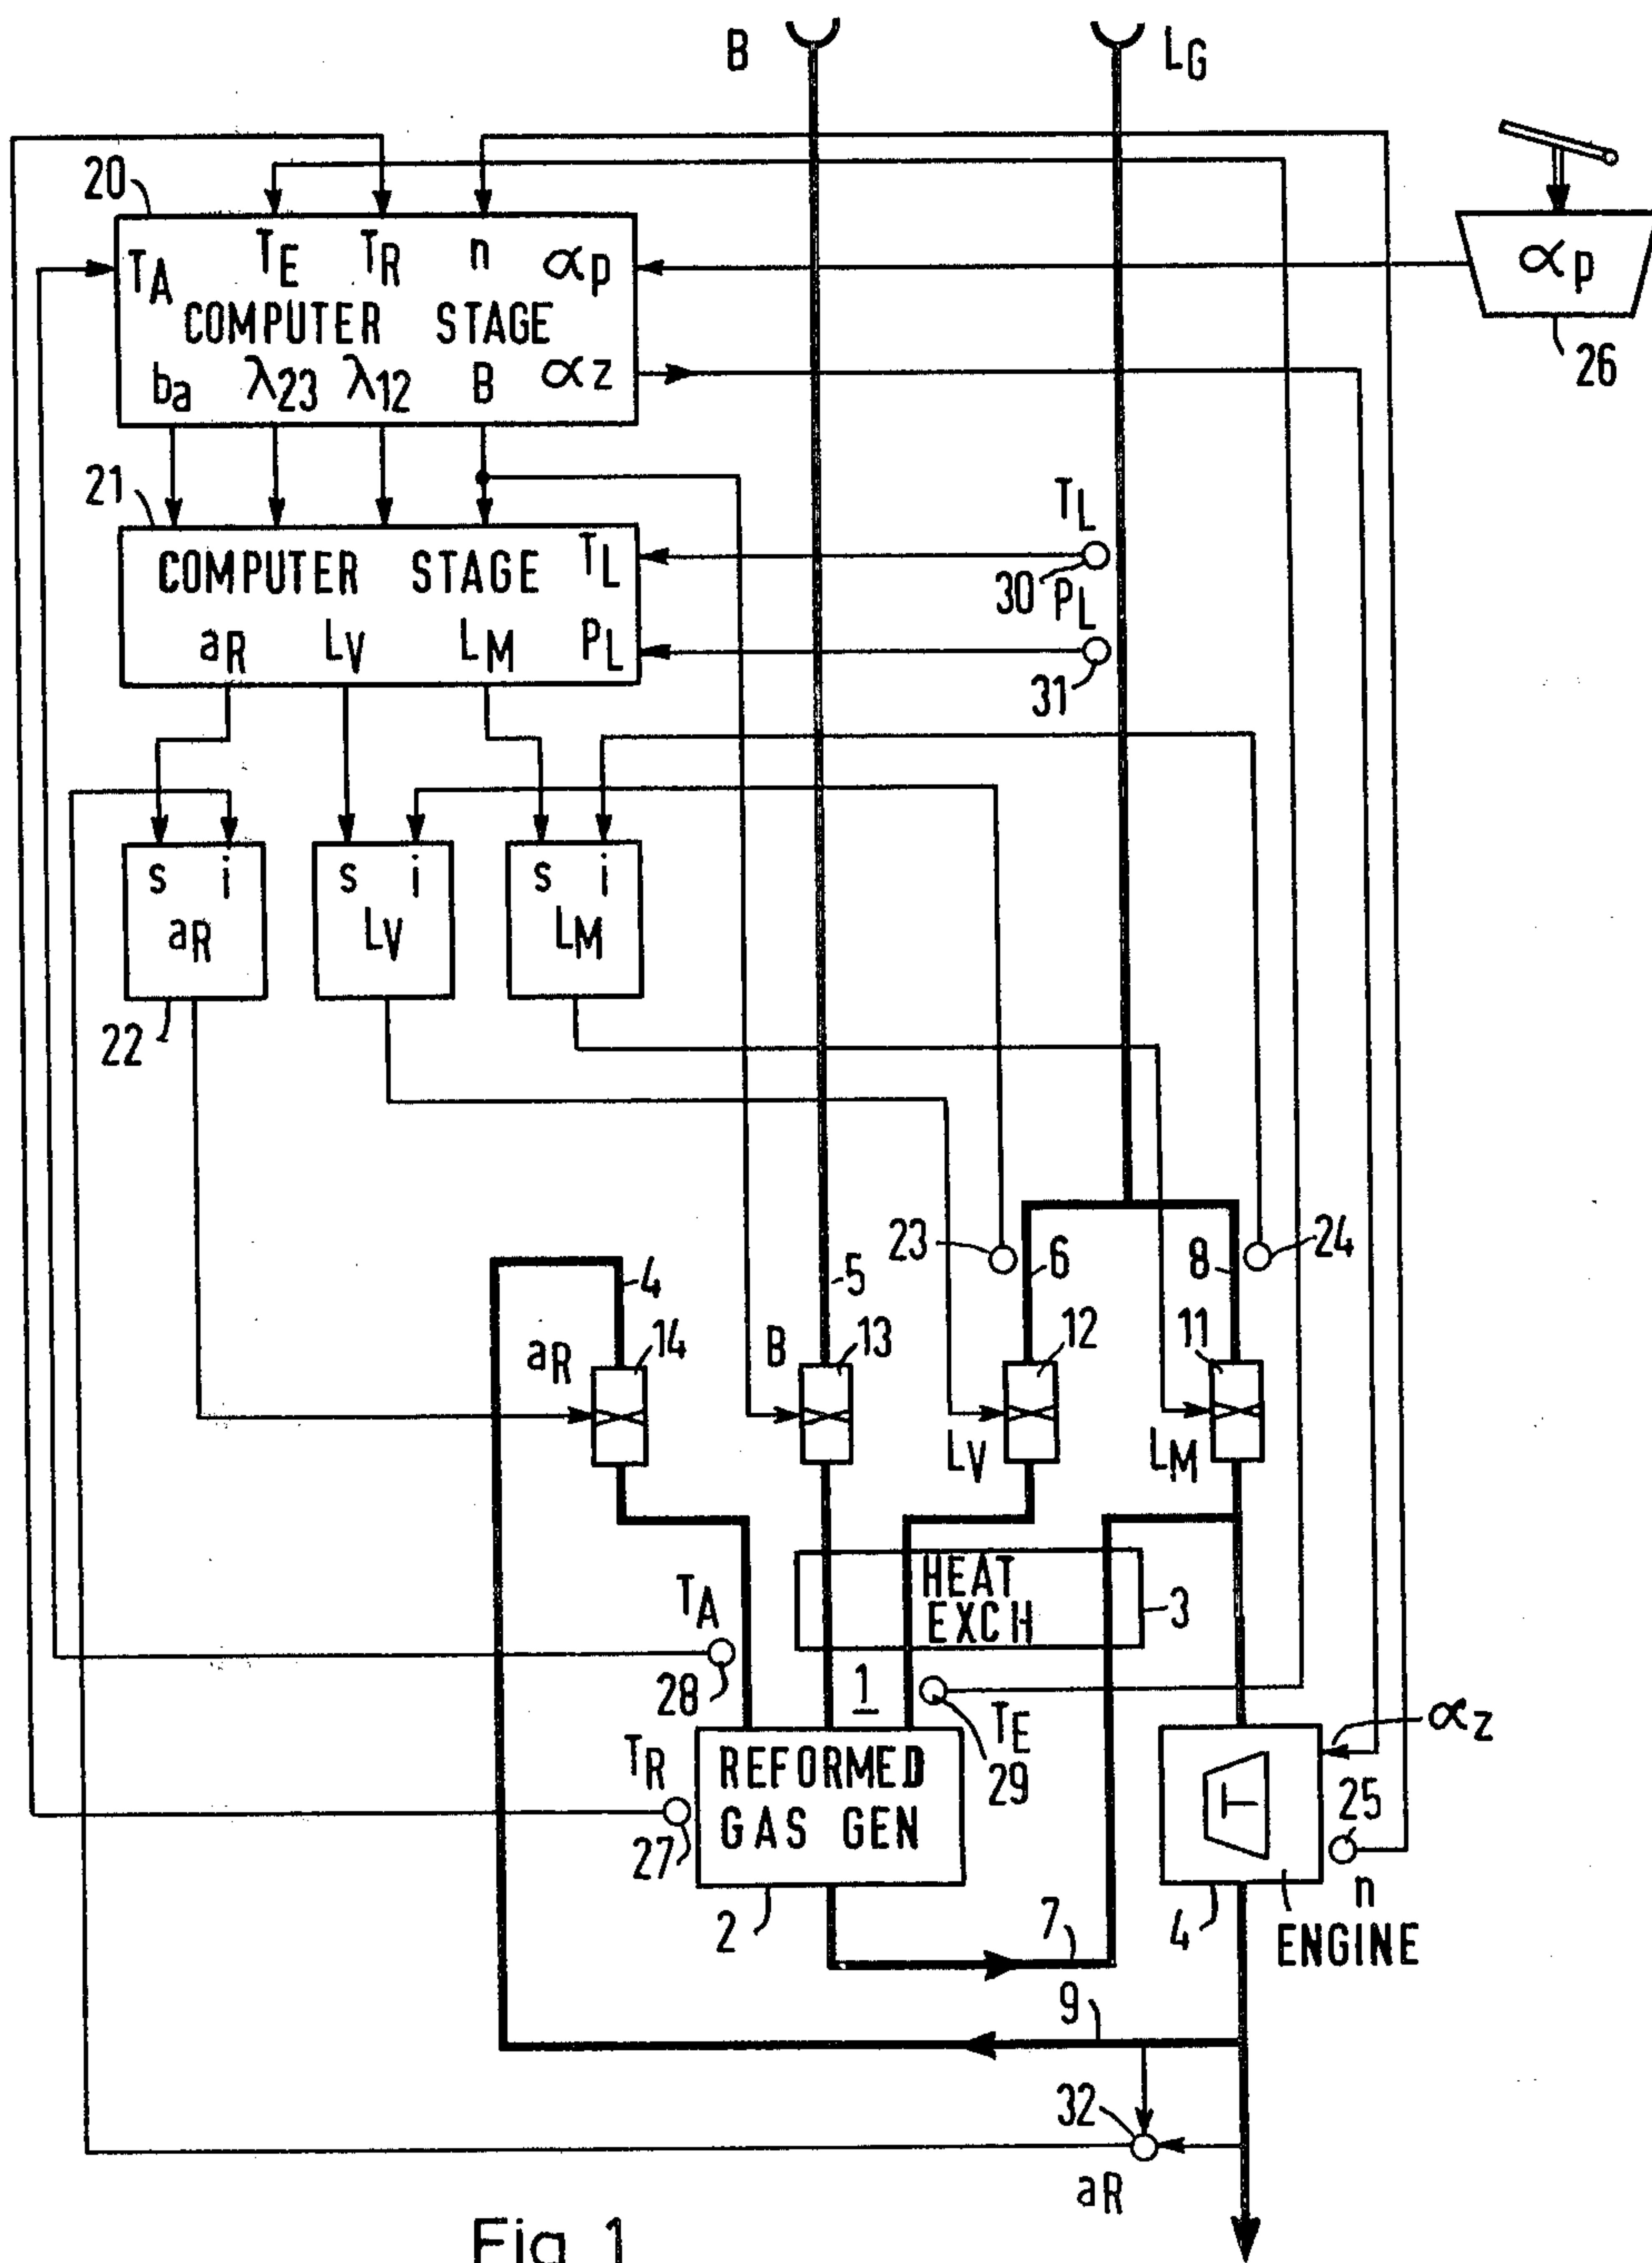 B
LG
20
TA TE TR n αp
COMPUTER STAGE
ba λ23 λ12 B αz
αp
26
21
COMPUTER STAGE TL
aR LV LM PL
TL
30
PL
31
s i
aR
s i
LV
s i
LM
22
23
6
8
24
4
5
aR
14
B
13
12
11
LV
LM
HEAT
EXCH
3
TA
28
1
TE
29
αz
TR
27
REFORMED
GAS GEN
T
25
n
2
7
4
ENGINE
9
32
aR
Fig. 1